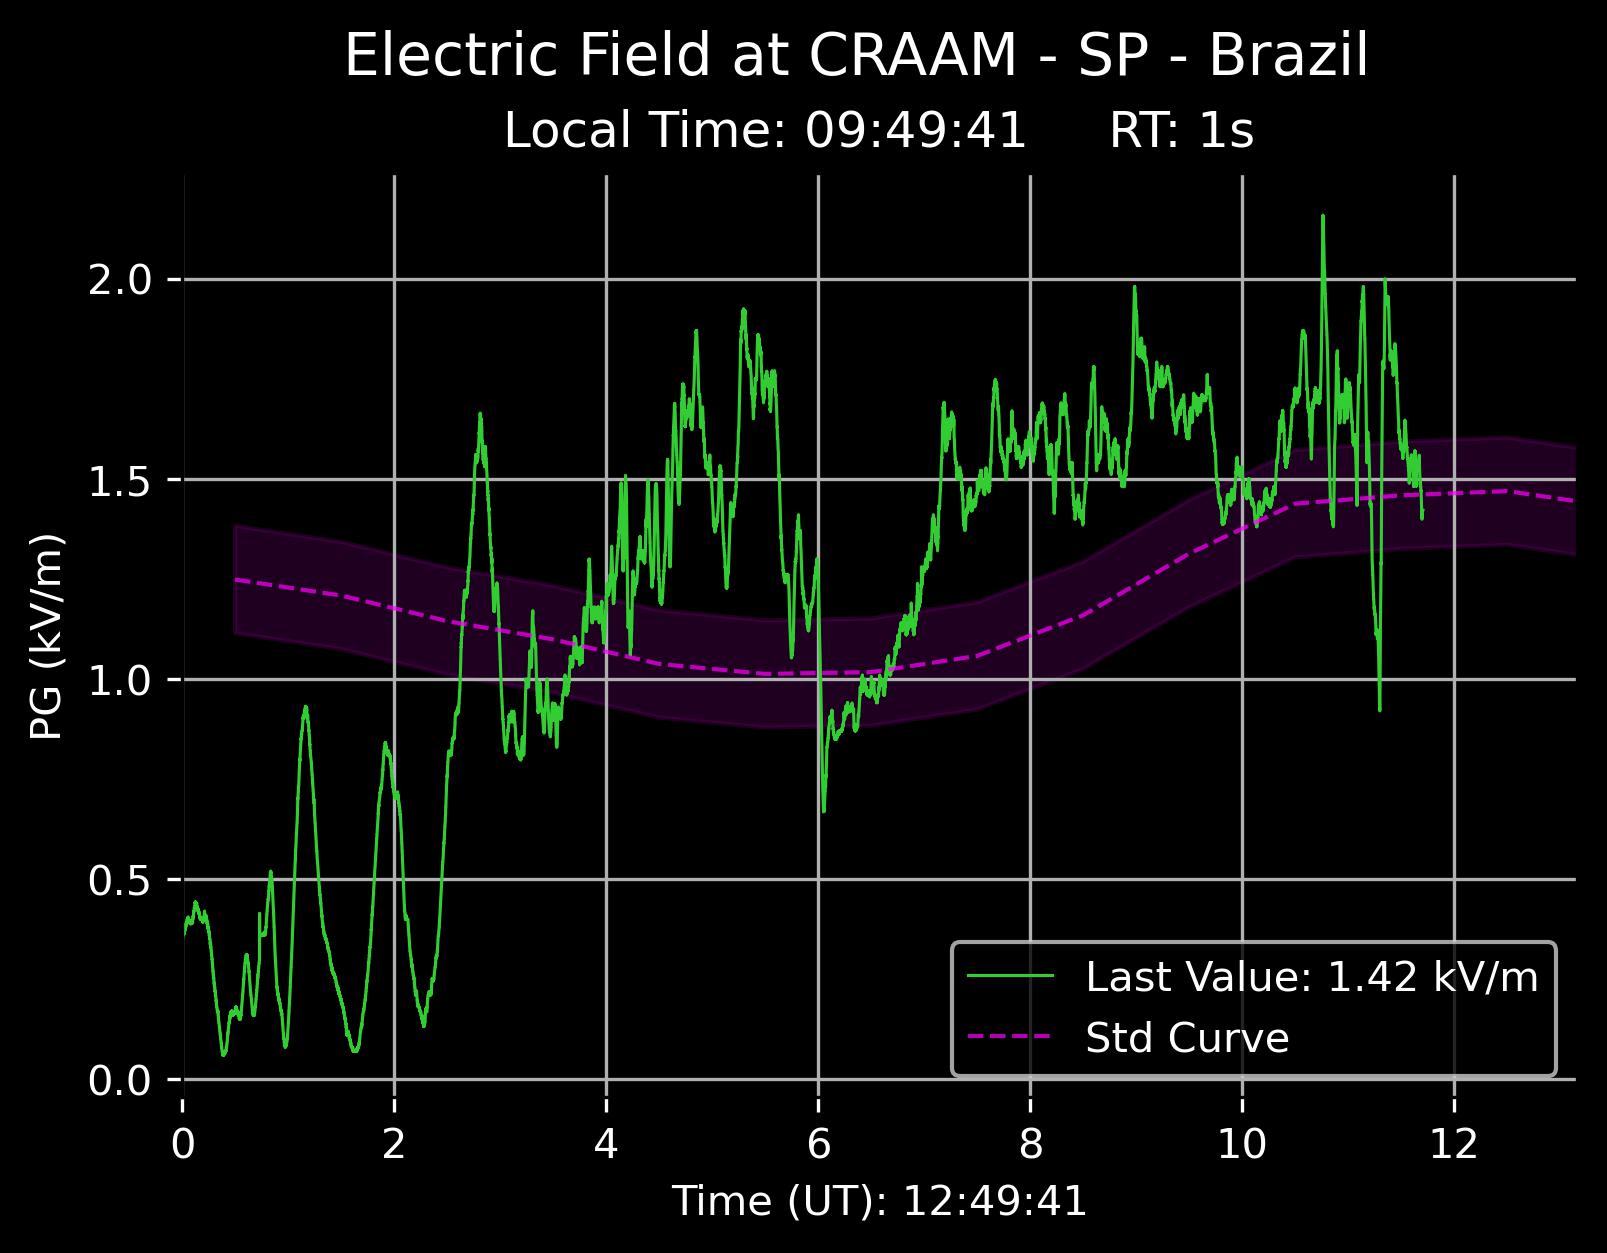 Electric Field at CRAAM - SP - Brazil
Local Time: 09:49:41 RT: 1s
PG (kV/m)
2.0
1.5
1.0
0.5
0.0
Last Value: 1.42 kV/m
Std Curve
0 2 4 6 8 10 12
Time (UT): 12:49:41